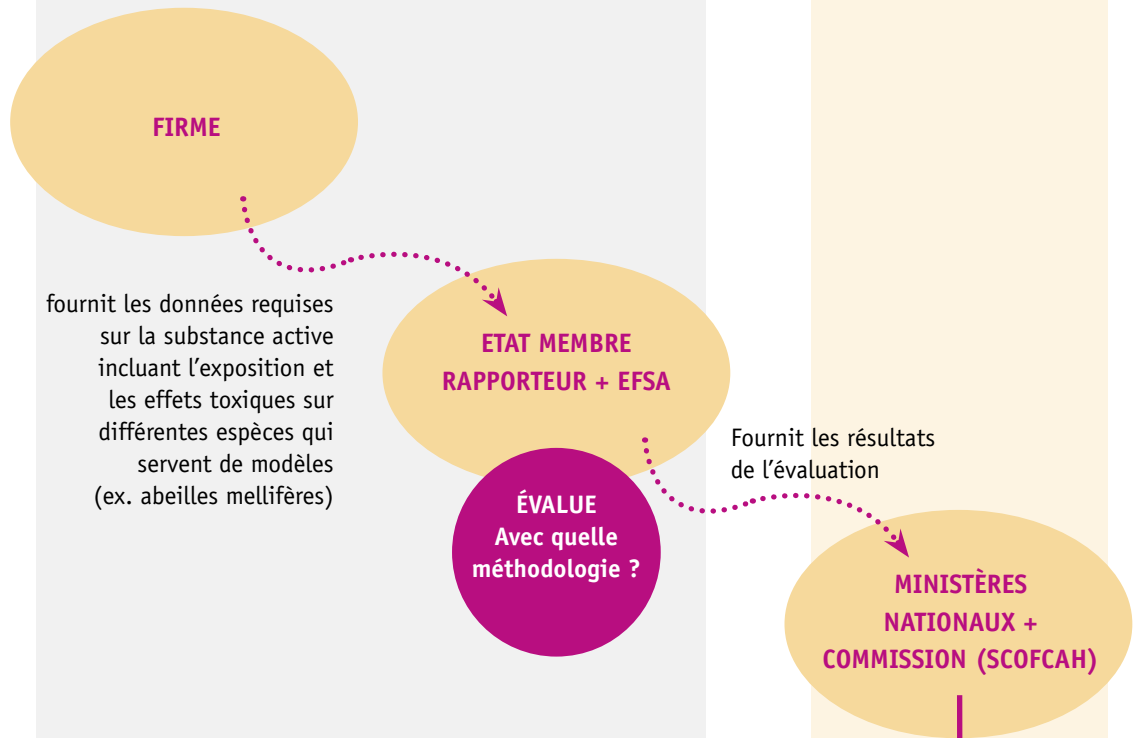 FIRME
fournit les données requises
sur la substance active
incluant l’exposition et
les effets toxiques sur
différentes espèces qui
servent de modèles
(ex. abeilles mellifères)
ETAT MEMBRE
RAPPORTEUR + EFSA
ÉVALUE
Avec quelle
méthodologie ?
Fournit les résultats
de l’évaluation
MINISTÈRES
NATIONAUX +
COMMISSION (SCOFCAH)